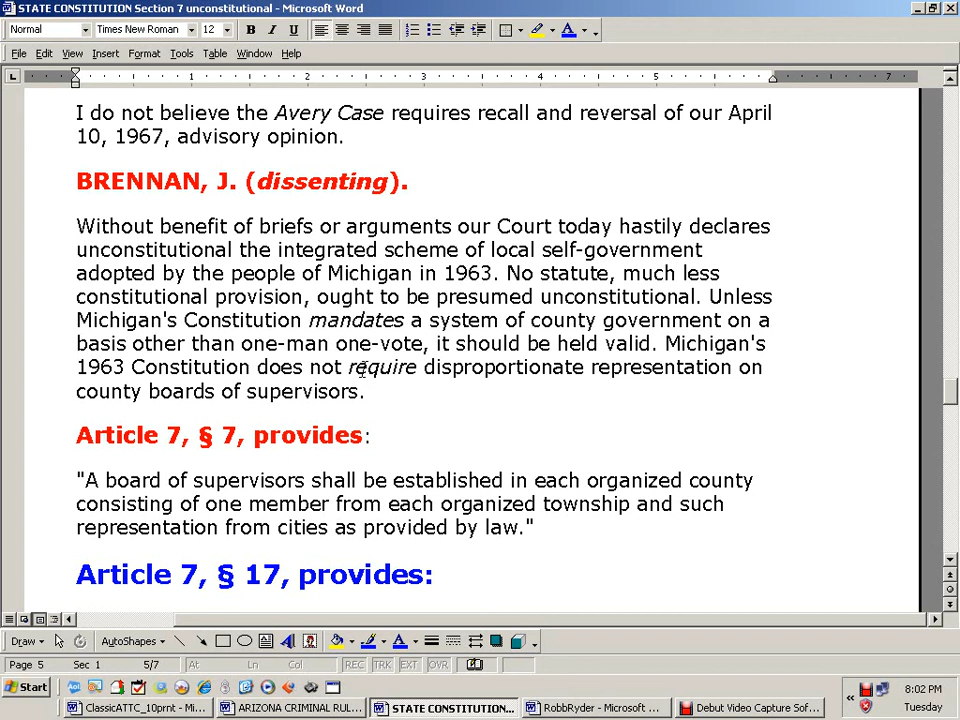 STATE CONSTITUTION Section 7 unconstitutional - Microsoft Word
Normal Times New Roman 12 B I U
File Edit View Insert Format Tools Table Window Help
1 2 3 4 5 7
I do not believe the Avery Case requires recall and reversal of our April
10, 1967, advisory opinion.
BRENNAN, J. (dissenting).
Without benefit of briefs or arguments our Court today hastily declares
unconstitutional the integrated scheme of local self-government
adopted by the people of Michigan in 1963. No statute, much less
constitutional provision, ought to be presumed unconstitutional. Unless
Michigan's Constitution mandates a system of county government on a
basis other than one-man one-vote, it should be held valid. Michigan's
1963 Constitution does not require disproportionate representation on
county boards of supervisors.
Article 7, § 7, provides:
"A board of supervisors shall be established in each organized county
consisting of one member from each organized township and such
representation from cities as provided by law."
Article 7, § 17, provides:
Draw AutoShapes
Page 5 Sec 1 5/7 At Ln Col REC TRK EXT OVR
Start 8:02 PM
ClassicATTC_10prnt - Mi... ARIZONA CRIMINAL RUL... STATE CONSTITUTION... RobbRyder - Microsoft ... Debut Video Capture Sof... Tuesday